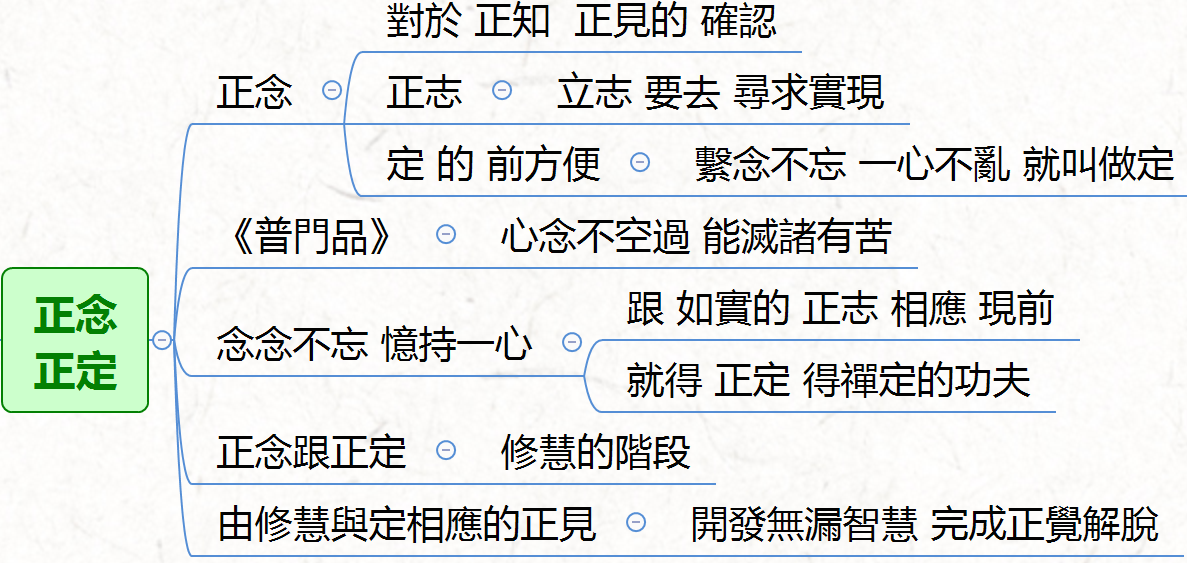 對於 正知 正見的 確認
正念
正志
立志 要去 尋求實現
定 的 前方便
繫念不忘 一心不亂 就叫做定
《普門品》
心念不空過 能滅諸有苦
正念
正定
念念不忘 憶持一心
跟 如實的 正志 相應 現前
就得 正定 得禪定的功夫
正念跟正定
修慧的階段
由修慧與定相應的正見
開發無漏智慧 完成正覺解脫